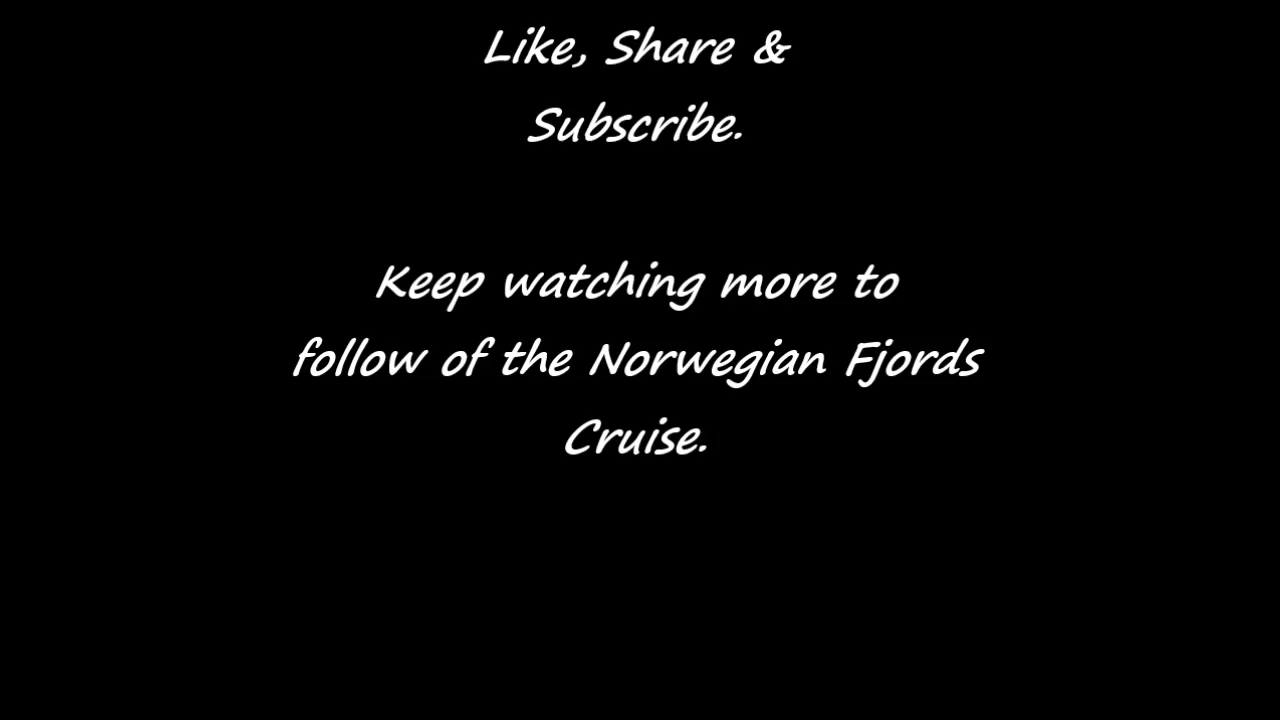 Like, Share &
Subscribe.
Keep watching more to
follow of the Norwegian Fjords
Cruise.